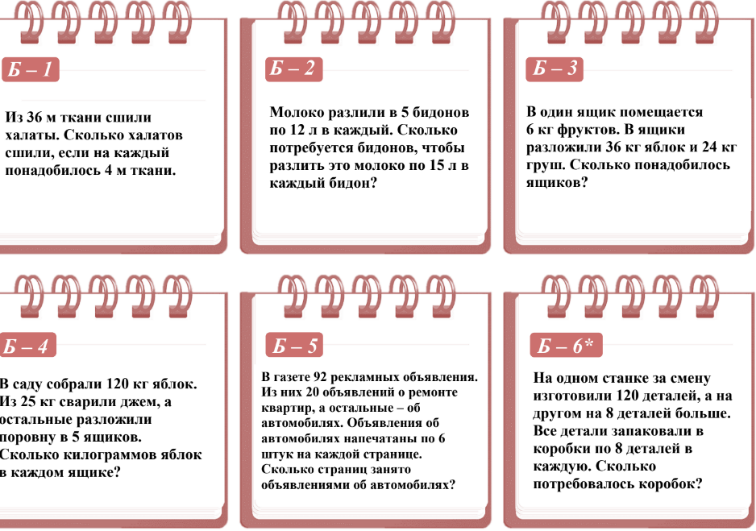 Б – 1
Из 36 м ткани сшили
халаты. Сколько халатов
сшили, если на каждый
понадобилось 4 м ткани.
Б – 2
Молоко разлили в 5 бидонов
по 12 л в каждый. Сколько
потребуется бидонов, чтобы
разлить это молоко по 15 л в
каждый бидон?
Б – 3
В один ящик помещается
6 кг фруктов. В ящики
разложили 36 кг яблок и 24 кг
груш. Сколько понадобилось
ящиков?
Б – 4
В саду собрали 120 кг яблок.
Из 25 кг сварили джем, а
остальные разложили
поровну в 5 ящиков.
Сколько килограммов яблок
в каждом ящике?
Б – 5
В газете 92 рекламных объявления.
Из них 20 объявлений о ремонте
квартир, а остальные – об
автомобилях. Объявления об
автомобилях напечатаны по 6
штук на каждой странице.
Сколько страниц занято
объявлениями об автомобилях?
Б – 6*
На одном станке за смену
изготовили 120 деталей, а на
другом на 8 деталей больше.
Все детали запаковали в
коробки по 8 деталей в
каждую. Сколько
потребовалось коробок?